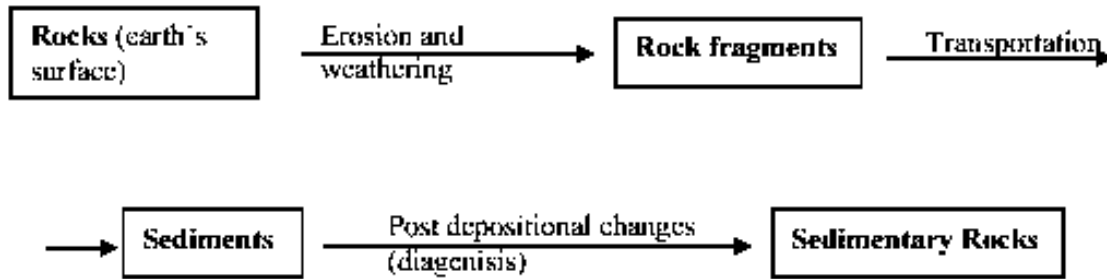 Rocks (earth`s
surface)
Erosion and
weathering
Rock fragments
Transportation
Sediments
Post depositional changes
(diagenisis)
Sedimentary Rocks